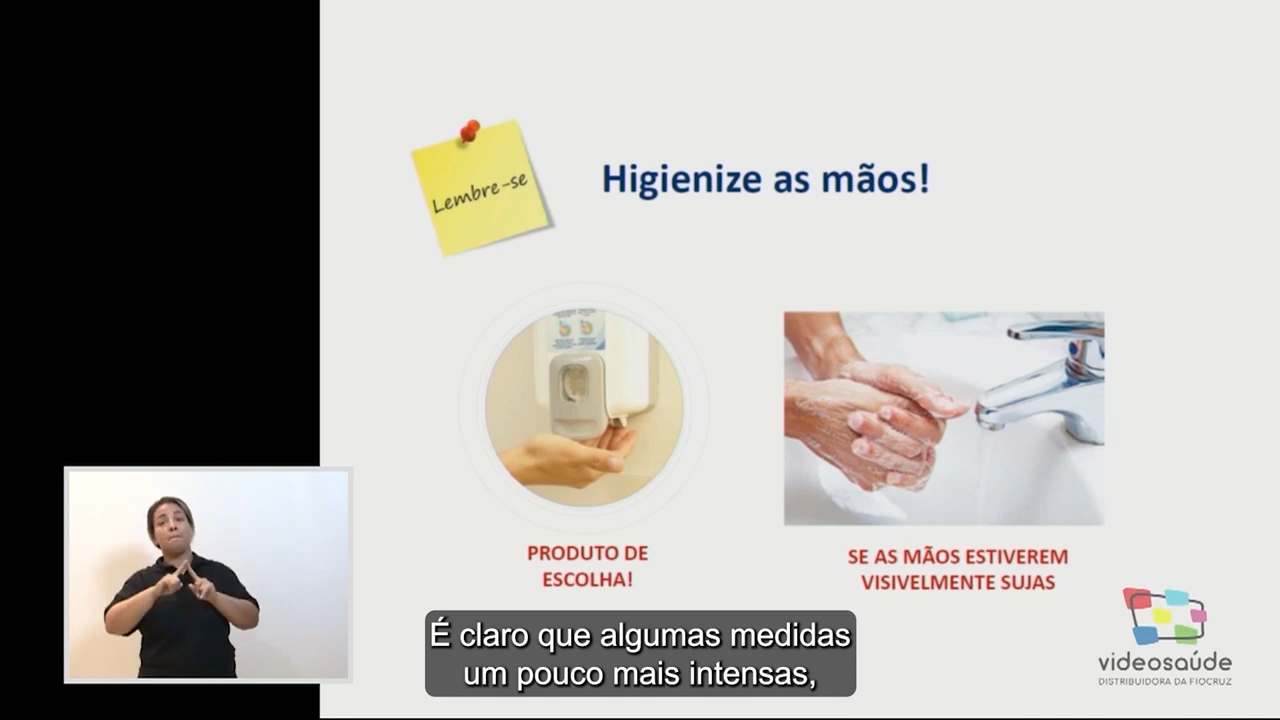 Lembre-se
Higienize as mãos!
PRODUTO DE
ESCOLHA!
SE AS MÃOS ESTIVEREM
VISIVELMENTE SUJAS
É claro que algumas medidas
um pouco mais intensas,
videosaúde
DISTRIBUIDORA DA FIOCRUZ